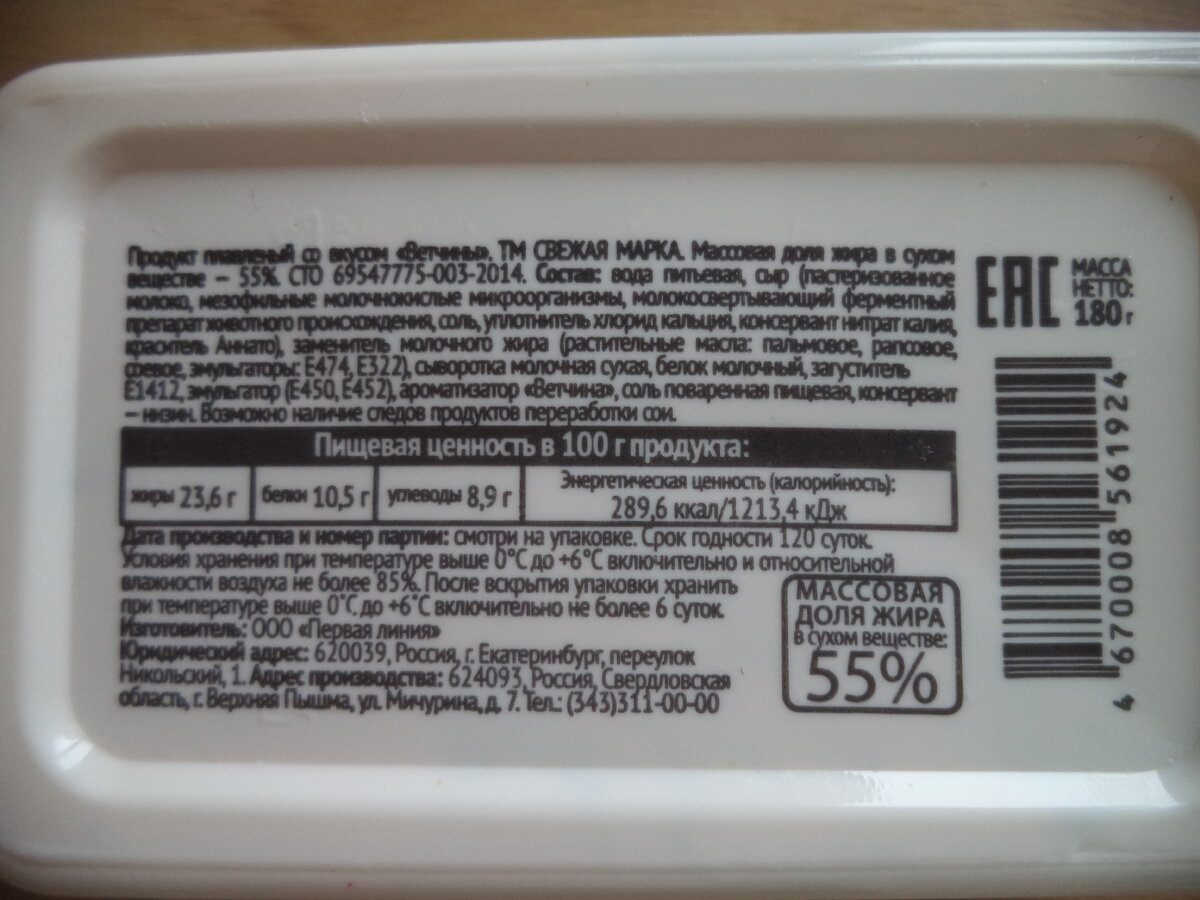 Продукт плавленый со вкусом «Ветчины». ТМ СВЕЖАЯ МАРКА. Массовая доля жира в сухом
веществе – 55%. СТО 69547775-003-2014. Состав: вода питьевая, сыр (пастеризованное
молоко, мезофильные молочнокислые микроорганизмы, молокосвертывающий ферментный
препарат животного происхождения, соль, уплотнитель хлорид кальция, консервант нитрат калия,
краситель Аннато), заменитель молочного жира (растительные масла: пальмовое, рапсовое,
соевое, эмульгаторы: Е474, Е322), сыворотка молочная сухая, белок молочный, загуститель
Е1412, эмульгатор (Е450, Е452), ароматизатор «Ветчина», соль поваренная пищевая, консервант
– низин. Возможно наличие следов продуктов переработки сои.
ЕАС
МАССА
НЕТТО:
180 г
Пищевая ценность в 100 г продукта:
жиры 23,6 г
белки 10,5 г
углеводы 8,9 г
Энергетическая ценность (калорийность):
289,6 ккал/1213,4 кДж
Дата производства и номер партии: смотри на упаковке. Срок годности 120 суток.
Условия хранения при температуре выше 0°С до +6°С включительно и относительной
влажности воздуха не более 85%. После вскрытия упаковки хранить
при температуре выше 0°С до +6°С включительно не более 6 суток.
Изготовитель: ООО «Первая линия»
Юридический адрес: 620039, Россия, г. Екатеринбург, переулок
Никольский, 1. Адрес производства: 624093, Россия, Свердловская
область, г. Верхняя Пышма, ул. Мичурина, д. 7. Тел.: (343)311-00-00
МАССОВАЯ
ДОЛЯ ЖИРА
в сухом веществе:
55%
4 670008 561924